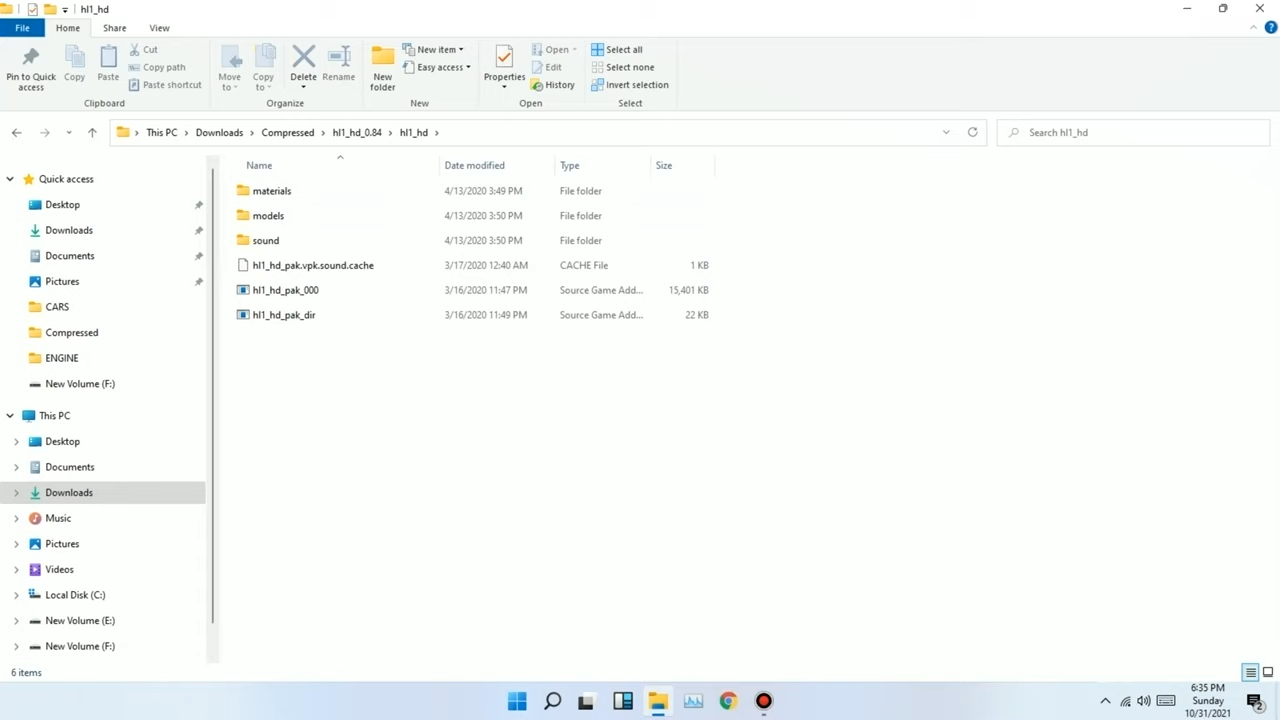 hl1_hd
File Home Share View
Pin to Quick access
Copy
Paste
Cut
Copy path
Paste shortcut
Clipboard
Move to
Copy to
Delete
Rename
Organize
New folder
New item
Easy access
New
Properties
Open
Edit
History
Open
Select all
Select none
Invert selection
Select
This PC > Downloads > Compressed > hl1_hd_0.84 > hl1_hd >
Search hl1_hd
Quick access
Desktop
Downloads
Documents
Pictures
CARS
Compressed
ENGINE
New Volume (F:)
This PC
Desktop
Documents
Downloads
Music
Pictures
Videos
Local Disk (C:)
New Volume (E:)
New Volume (F:)
Name Date modified Type Size
materials 4/13/2020 3:49 PM File folder
models 4/13/2020 3:50 PM File folder
sound 4/13/2020 3:50 PM File folder
hl1_hd_pak.vpk.sound.cache 3/17/2020 12:40 AM CACHE File 1 KB
hl1_hd_pak_000 3/16/2020 11:47 PM Source Game Add... 15,401 KB
hl1_hd_pak_dir 3/16/2020 11:49 PM Source Game Add... 22 KB
6 items
6:35 PM
Sunday
10/31/2021
2